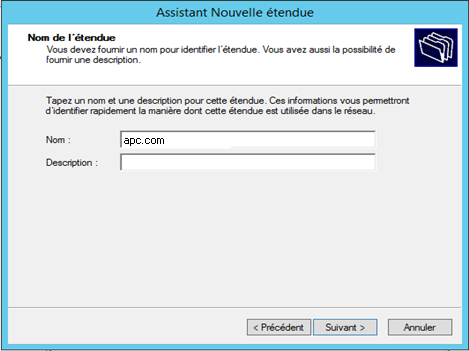 Assistant Nouvelle étendue
Nom de l'étendue
Vous devez fournir un nom pour identifier l'étendue. Vous avez aussi la possibilité de
fournir une description.
Tapez un nom et une description pour cette étendue. Ces informations vous permettront
d'identifier rapidement la manière dont cette étendue est utilisée dans le réseau.
Nom :
apc.com
Description :
< Précédent
Suivant >
Annuler